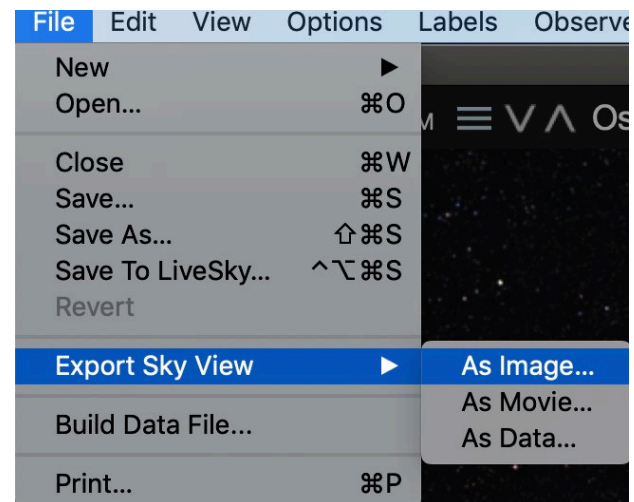 File Edit View Options Labels Observe
New ▶
Open... ⌘O
M ☰ ∨ ∧ Os
Close ⌘W
Save... ⌘S
Save As... ⇧⌘S
Save To LiveSky... ^⌥⌘S
Revert
Export Sky View ▶ As Image...
As Movie...
Build Data File...
As Data...
Print... ⌘P